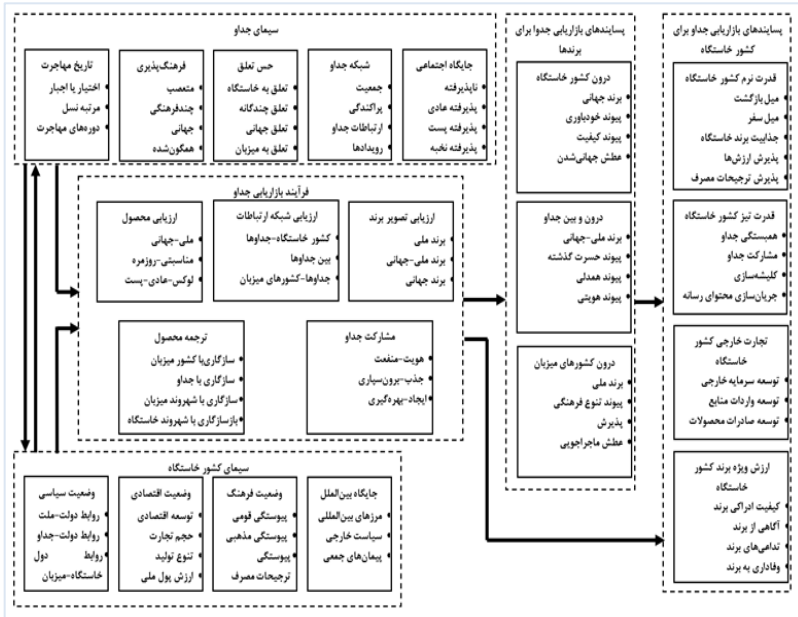 سیمای جداو
جایگاه اجتماعی
ناپذیرفته
پذیرفته عادی
پذیرفته پست
پذیرفته نخبه
شبکه جداو
جمعیت
پراکندگی
ارتباطات جداو
رویدادها
حس تعلق
تعلق به خاستگاه
تعلق چندگانه
تعلق جهانی
تعلق به میزبان
فرهنگ‌پذیری
متعصب
چندفرهنگی
جهانی
همگون‌شده
تاریخ مهاجرت
اختیار یا اجبار
مرتبه نسل
دوره‌های مهاجرت
فرآیند بازاریابی جداو
ارزیابی تصویر برند
برند ملی
برند ملی-جهانی
برند جهانی
ارزیابی شبکه ارتباطات
کشور خاستگاه-جداوها
بین جداوها
جداوها-کشورهای میزبان
ارزیابی محصول
ملی-جهانی
مناسبتی-روزمره
لوکس-عادی-پست
مشارکت جداو
هویت-منفعت
جذب-برون‌سپاری
ایجاد-بهره‌گیری
ترجمه محصول
سازگاری‌با کشور میزبان
سازگاری با جداو
سازگاری با شهروند میزبان
بازسازگاری با شهروند خاستگاه
سیمای کشور خاستگاه
جایگاه بین‌الملل
مرزهای بین‌المللی
سیاست خارجی
پیمان‌های جمعی
وضعیت فرهنگ
پیوستگی قومی
پیوستگی مذهبی
پیوستگی
ترجیحات مصرف
وضعیت اقتصادی
توسعه اقتصادی
حجم تجارت
تنوع تولید
ارزش پول ملی
وضعیت سیاسی
روابط دولت-ملت
روابط دولت-جداو
روابط دول
خاستگاه-میزبان
پسایندهای بازاریابی جدوا برای
برندها
درون کشور خاستگاه
برند جهانی
پیوند خودباوری
پیوند کیفیت
عطش جهانی‌شدن
درون و بین جداو
برند ملی-جهانی
پیوند حسرت گذشته
پیوند همدلی
پیوند هویتی
درون کشورهای میزبان
برند ملی
پیوند تنوع فرهنگی
پذیرش
عطش ماجراجویی
پسایندهای بازاریابی جداو برای
کشور خاستگاه
قدرت نرم کشور خاستگاه
میل بازگشت
میل سفر
جذابیت برند خاستگاه
پذیرش ارزش‌ها
پذیرش ترجیحات مصرف
قدرت تیز کشور خاستگاه
همبستگی جداو
مشارکت جداو
کلیشه‌سازی
جریان‌سازی محتوای رسانه
تجارت خارجی کشور
خاستگاه
توسعه سرمایه خارجی
توسعه واردات منابع
توسعه صادرات محصولات
ارزش ویژه برند کشور
خاستگاه
کیفیت ادراکی برند
آگاهی از برند
تداعی‌های برند
وفاداری به برند